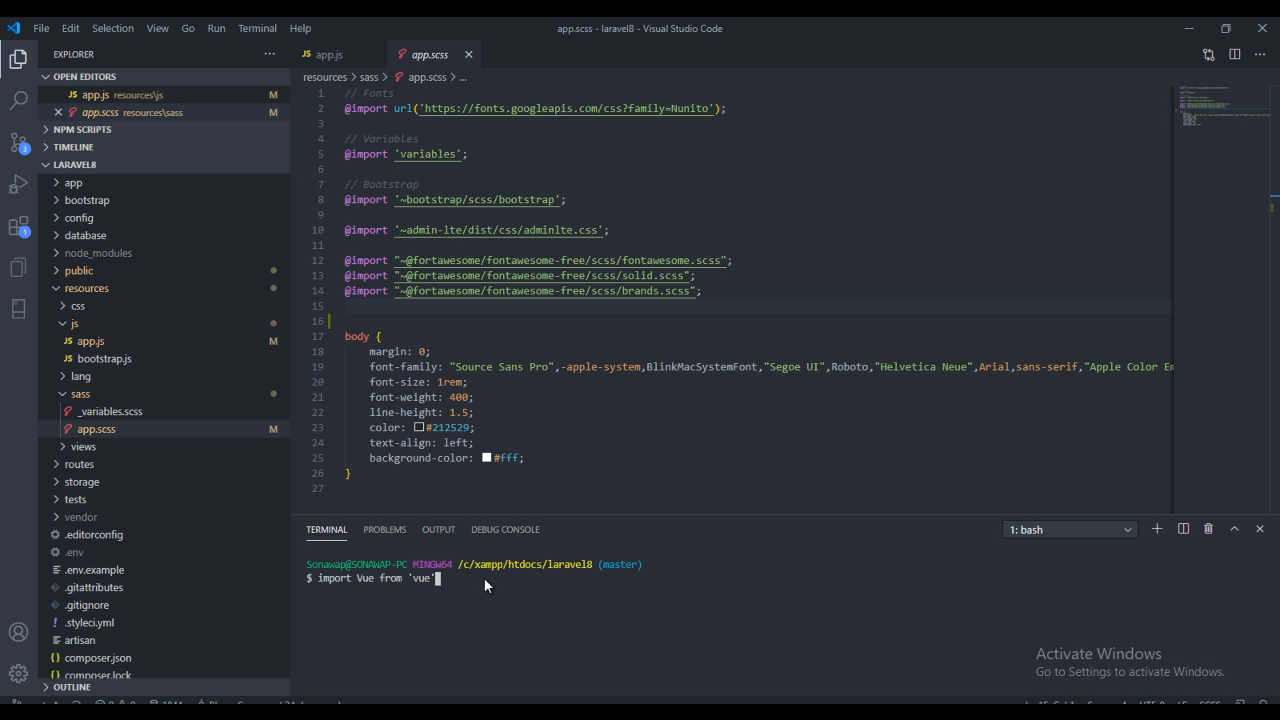 File Edit Selection View Go Run Terminal Help
app.scss - laravel8 - Visual Studio Code
EXPLORER
OPEN EDITORS
JS app.js resources\js M
app.scss resources\sass M
NPM SCRIPTS
TIMELINE
LARAVEL8
app
bootstrap
config
database
node_modules
public
resources
css
js
JS app.js M
JS bootstrap.js
lang
sass
_variables.scss
app.scss M
views
routes
storage
tests
vendor
.editorconfig
.env
.env.example
.gitattributes
.gitignore
.styleci.yml
artisan
composer.json
composer.lock
OUTLINE
3
1
JS app.js
app.scss
resources > sass > app.scss > ...
1 // Fonts
2 @import url('https://fonts.googleapis.com/css?family=Nunito');
3
4 // Variables
5 @import 'variables';
6
7 // Bootstrap
8 @import '~bootstrap/scss/bootstrap';
9
10 @import '~admin-lte/dist/css/adminlte.css';
11
12 @import "~@fortawesome/fontawesome-free/scss/fontawesome.scss";
13 @import "~@fortawesome/fontawesome-free/scss/solid.scss";
14 @import "~@fortawesome/fontawesome-free/scss/brands.scss";
15
16
17 body {
18 margin: 0;
19 font-family: "Source Sans Pro",-apple-system,BlinkMacSystemFont,"Segoe UI",Roboto,"Helvetica Neue",Arial,sans-serif,"Apple Color Em
20 font-size: 1rem;
21 font-weight: 400;
22 line-height: 1.5;
23 color: #212529;
24 text-align: left;
25 background-color: #fff;
26 }
27
TERMINAL PROBLEMS OUTPUT DEBUG CONSOLE
1: bash
Sonawap@SONAWAP-PC MINGW64 /c/xampp/htdocs/laravel8 (master)
$ import Vue from 'vue'
Activate Windows
Go to Settings to activate Windows.